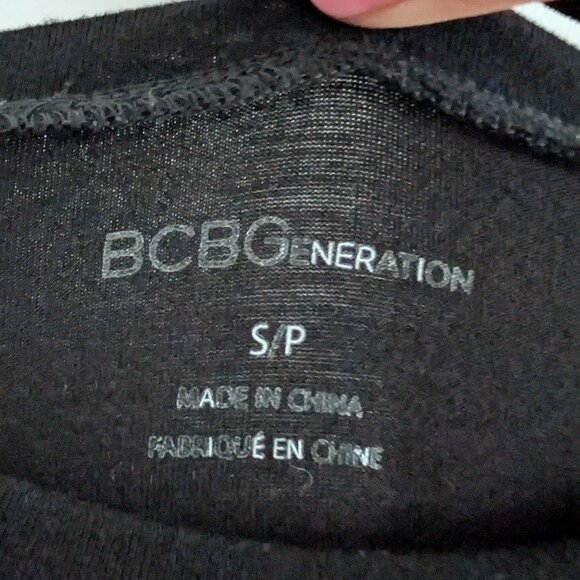 BCBGENERATION
S/P
MADE IN CHINA
FABRIQUÉ EN CHINE